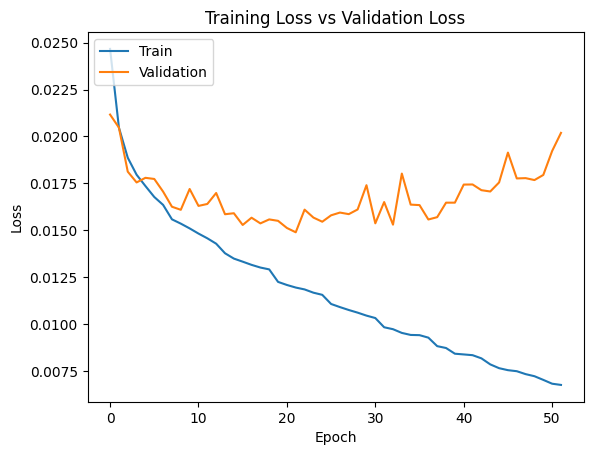 Training Loss vs Validation Loss
Train
Validation
0.0250
0.0225
0.0200
0.0175
0.0150
0.0125
0.0100
0.0075
Loss
0 10 20 30 40 50
Epoch